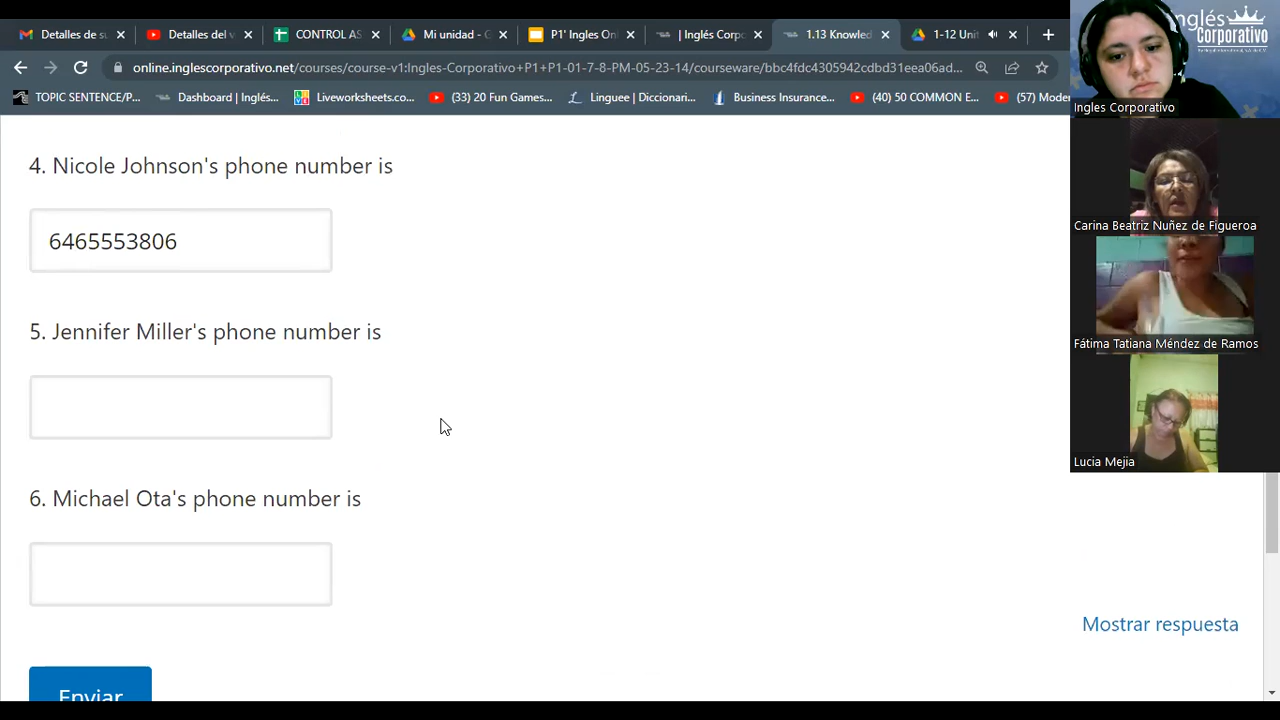 Detalles de su
Detalles del v
CONTROL AS
Mi unidad - G
P1' Ingles Onl
| Inglés Corpo
1.13 Knowled
1-12 Unit
online.inglescorporativo.net/courses/course-v1:Ingles-Corporativo+P1+P1-01-7-8-PM-05-23-14/courseware/bbc4fdc4305942cdbd31eea06ad...
TOPIC SENTENCE/P...
Dashboard | Inglés...
Liveworksheets.co...
(33) 20 Fun Games...
Linguee | Diccionari...
Business Insurance...
(40) 50 COMMON E...
(57) Mode
4. Nicole Johnson's phone number is
6465553806
5. Jennifer Miller's phone number is
6. Michael Ota's phone number is
Mostrar respuesta
Enviar
Inglés
Corporativo
Ingles Corporativo
Carina Beatriz Nuñez de Figueroa
Fátima Tatiana Méndez de Ramos
Lucia Mejia